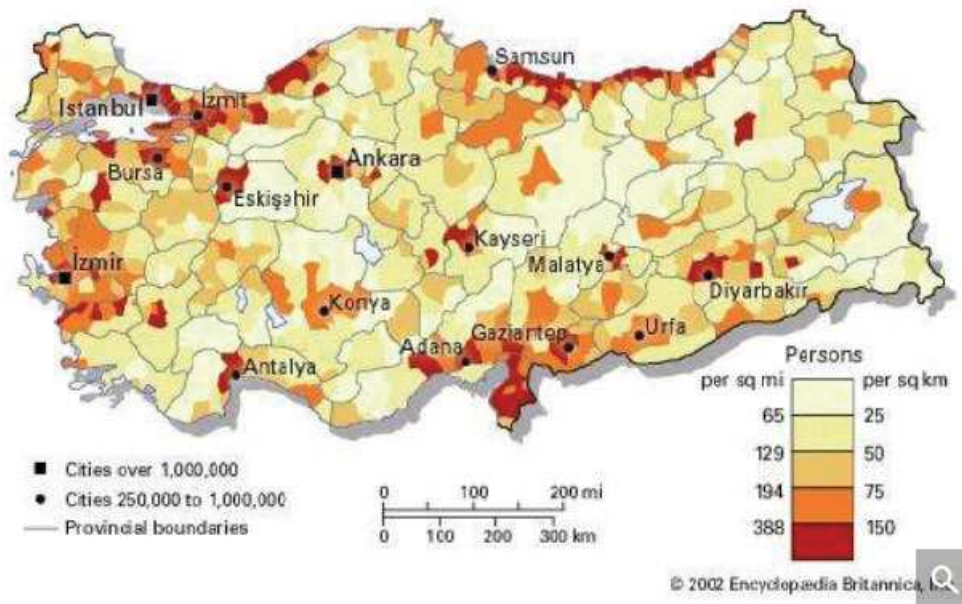 Samsun
Istanbul
İzmit
Bursa
Ankara
Eskişehir
Kayseri
Malatya
İzmir
Diyarbakır
Konya
Gaziantep
Urfa
Adana
Antalya
Persons
per sq mi per sq km
65 25
129 50
194 75
388 150
Cities over 1,000,000
Cities 250,000 to 1,000,000
Provincial boundaries
0 100 200 mi
0 100 200 300 km
© 2002 Encyclopædia Britannica,